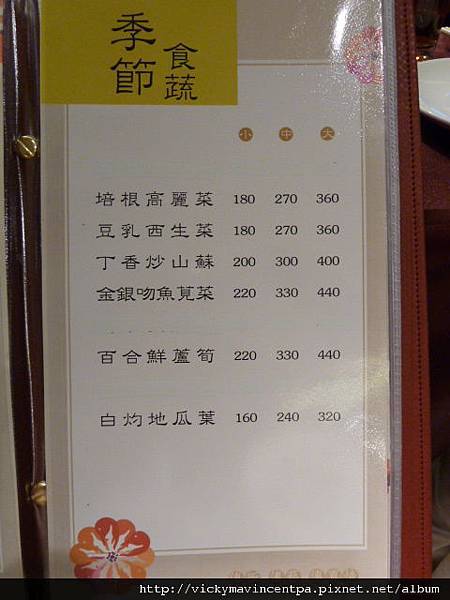 季節
食蔬
小 中 大
培根高麗菜 180 270 360
豆乳西生菜 180 270 360
丁香炒山蘇 200 300 400
金銀吻魚莧菜 220 330 440
百合鮮蘆筍 220 330 440
白灼地瓜葉 160 240 320
http://vickymavincentpa.pixnet.net/album